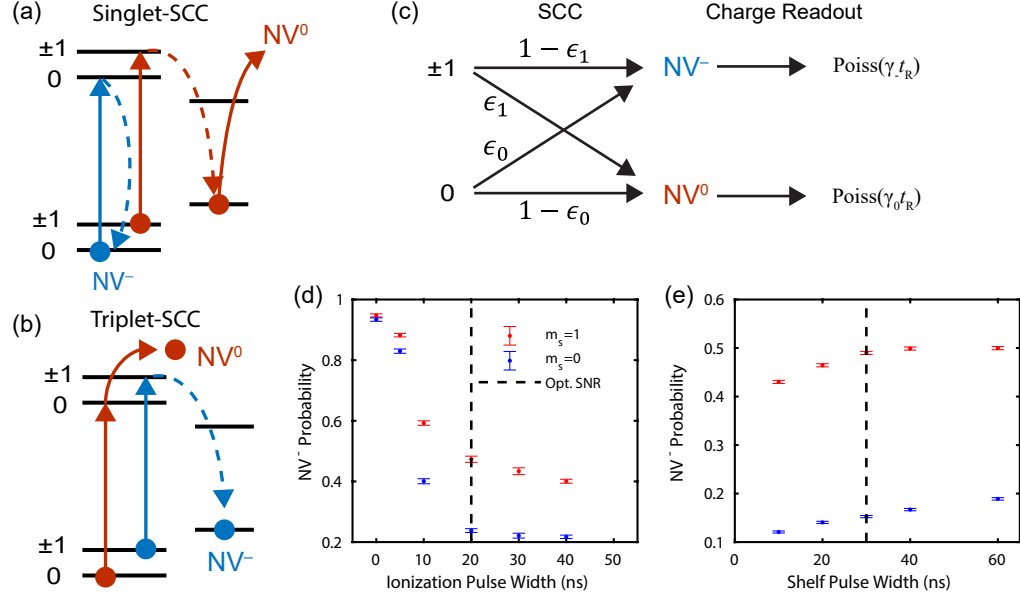 (a)
Singlet-SCC
±1
0
NV⁰
±1
0
NV⁻
(b)
Triplet-SCC
NV⁰
±1
0
±1
0
NV⁻
(c)
SCC
Charge Readout
±1
1 − ϵ₁
NV⁻
Poiss(γ₋t_R)
ϵ₁
ϵ₀
0
1 − ϵ₀
NV⁰
Poiss(γ₀t_R)
(d)
NV⁻ Probability
1
0.8
0.6
0.4
0.2
m_s=1
m_s=0
Opt. SNR
0 10 20 30 40 50
Ionization Pulse Width (ns)
(e)
NV⁻ Probability
0.6
0.5
0.4
0.3
0.2
0.1
0 20 40 60
Shelf Pulse Width (ns)